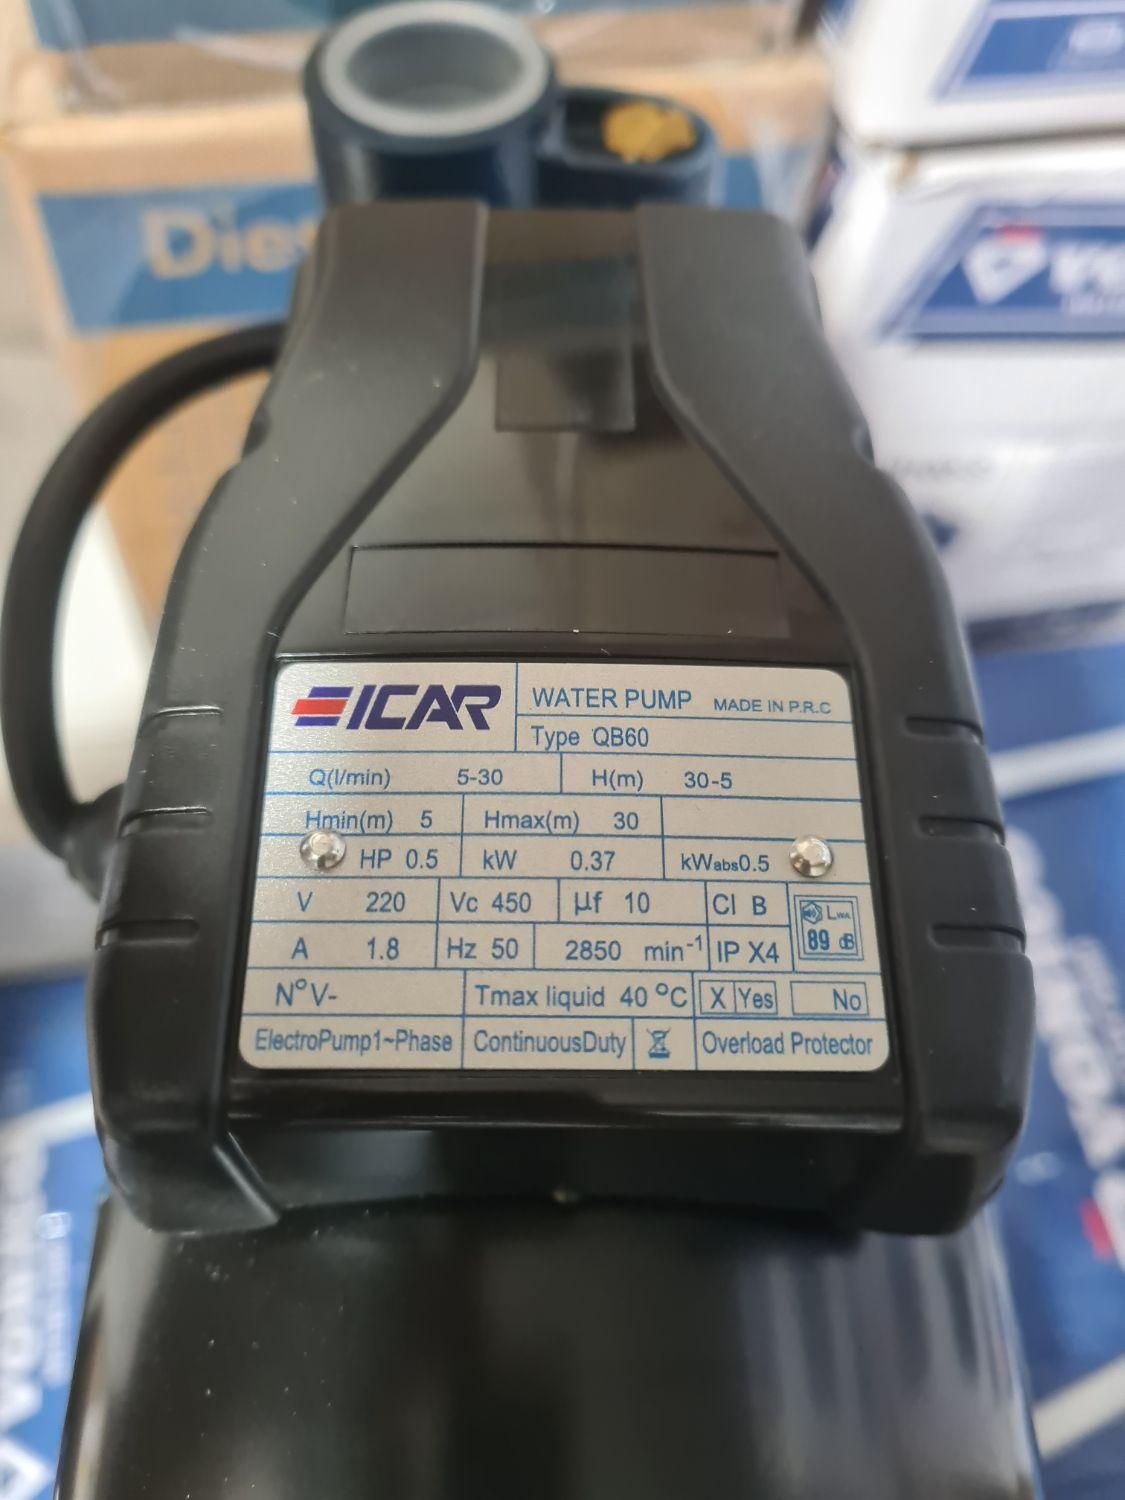 ICAR
WATER PUMP MADE IN P.R.C
Type QB60
Q(l/min) 5-30 H(m) 30-5
Hmin(m) 5 Hmax(m) 30
HP 0.5 kW 0.37 kWabs0.5
V 220 Vc 450 µf 10 Cl B
LWA
89 dB
A 1.8 Hz 50 2850 min-1 IP X4
N° V- Tmax liquid 40 °C X Yes No
ElectroPump1~Phase ContinuousDuty Overload Protector